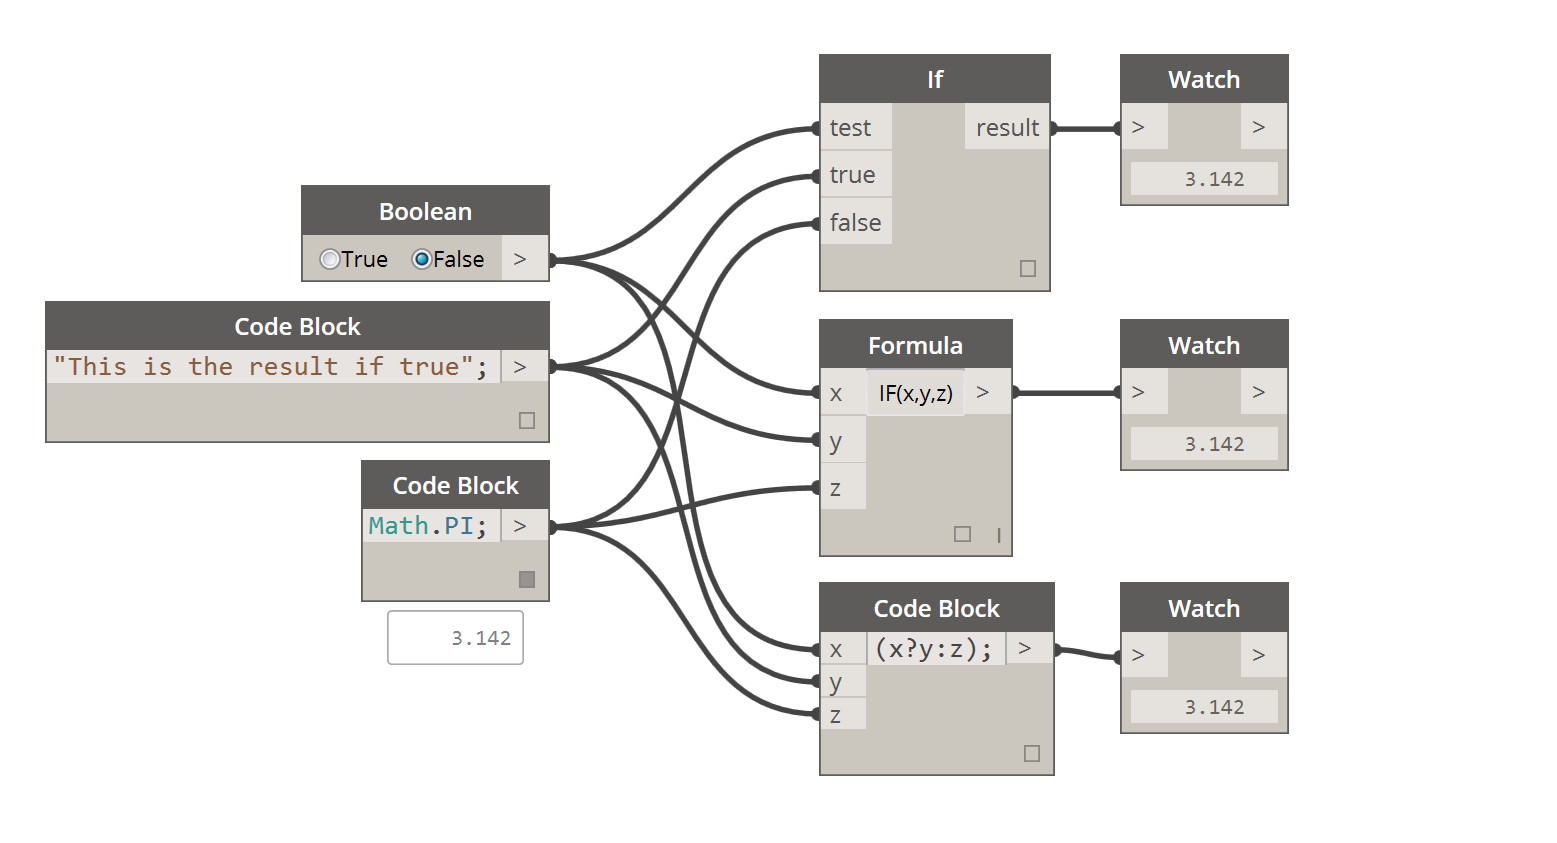 If
test
result
true
false
Watch
>
>
3.142
Boolean
True
False
>
Code Block
"This is the result if true";
>
Code Block
Math.PI;
>
3.142
Formula
x
IF(x,y,z)
>
y
z
I
Watch
>
>
3.142
Code Block
x
(x?y:z);
>
y
z
Watch
>
>
3.142